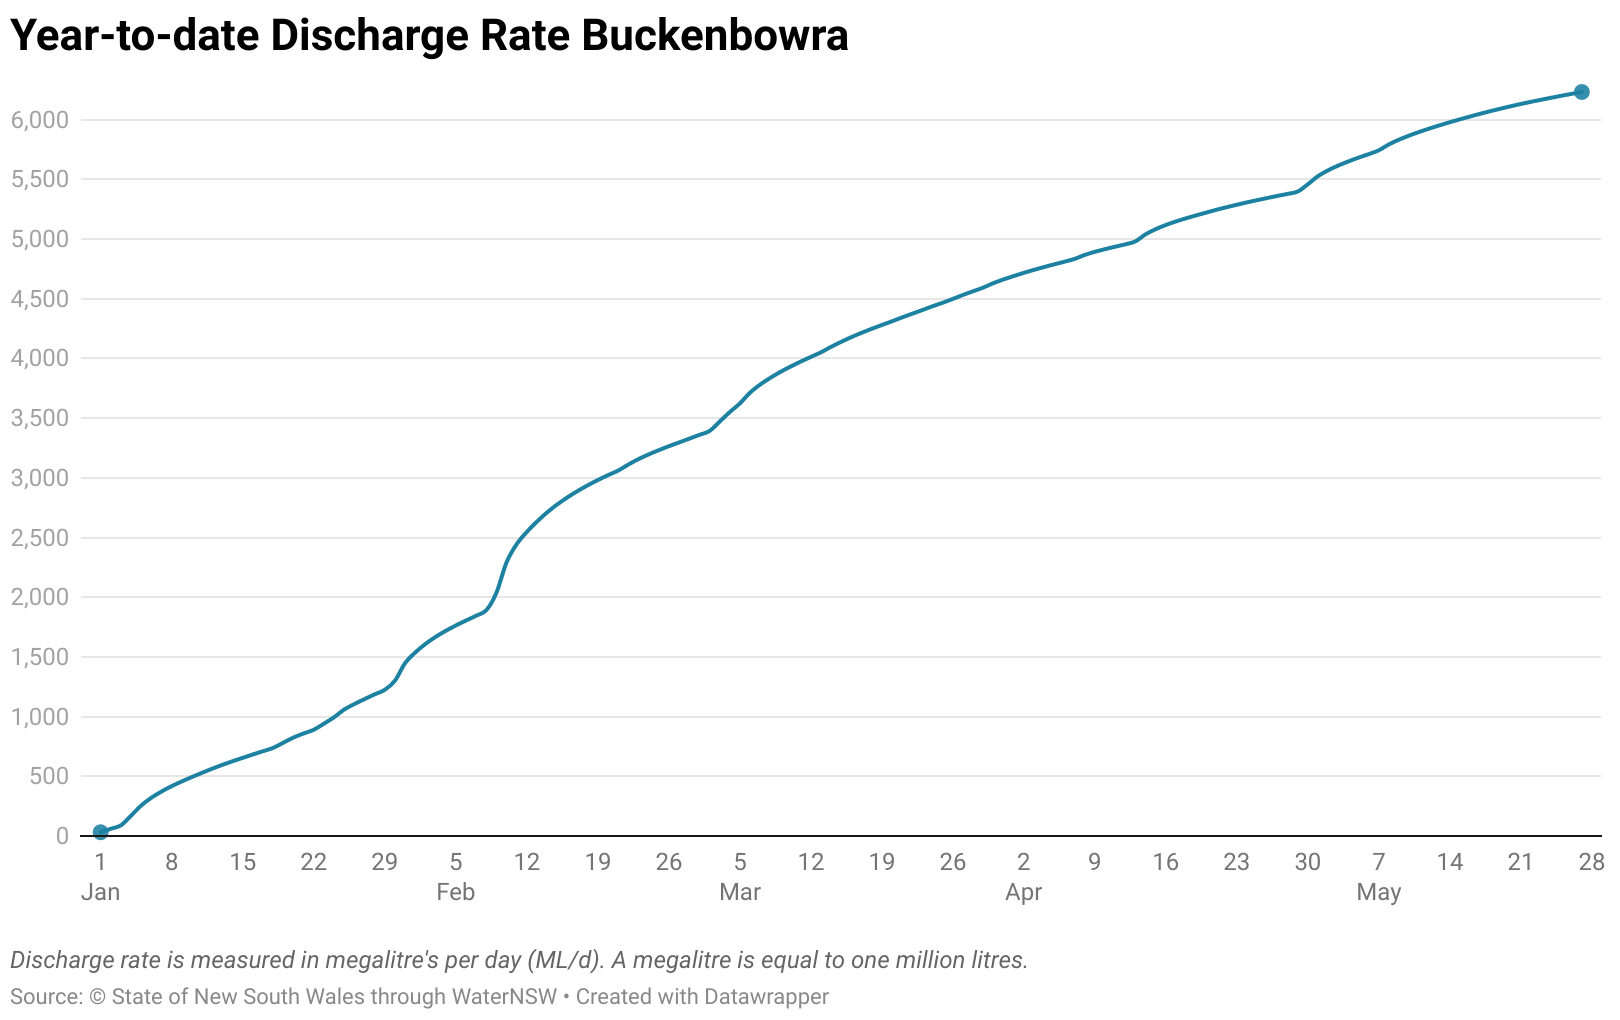 Year-to-date Discharge Rate Buckenbowra
6,000
5,500
5,000
4,500
4,000
3,500
3,000
2,500
2,000
1,500
1,000
500
0
1 8 15 22 29 5 12 19 26 5 12 19 26 2 9 16 23 30 7 14 21 28
Jan Feb Mar Apr May
Discharge rate is measured in megalitre's per day (ML/d). A megalitre is equal to one million litres.
Source: © State of New South Wales through WaterNSW • Created with Datawrapper